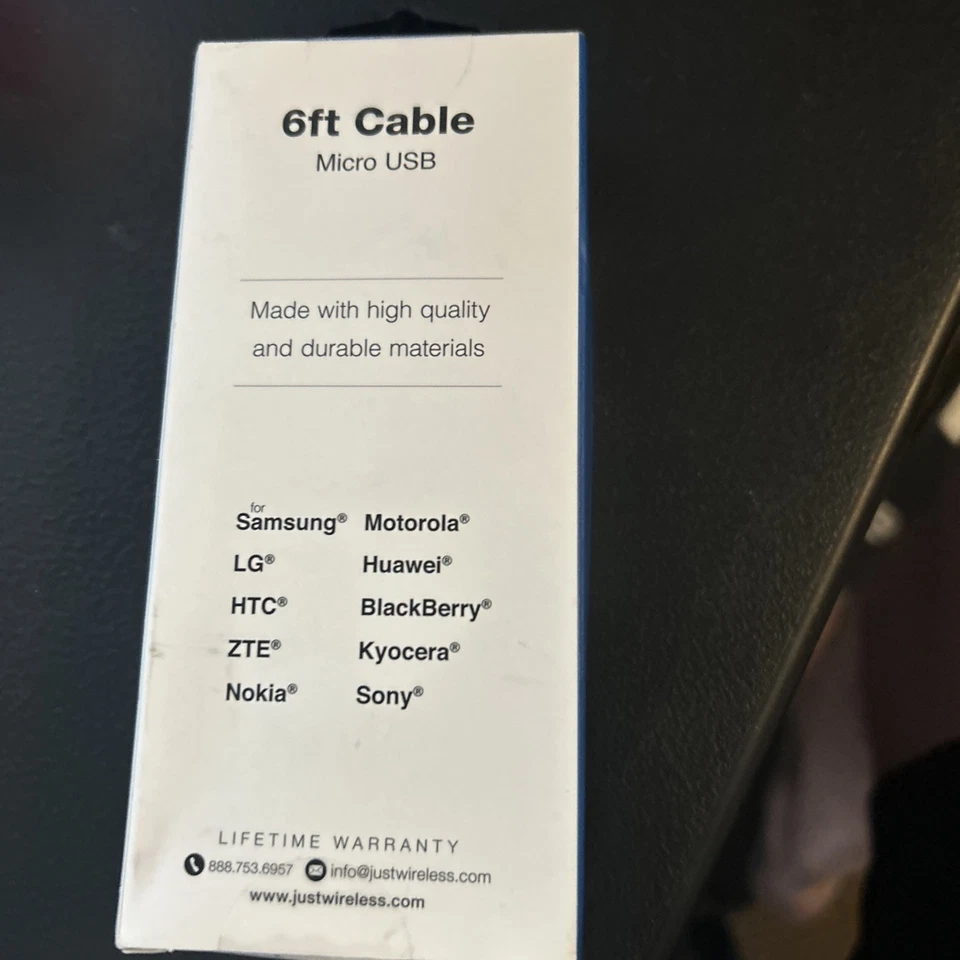 6ft Cable
Micro USB
Made with high quality
and durable materials
for
Samsung® Motorola®
LG® Huawei®
HTC® BlackBerry®
ZTE® Kyocera®
Nokia® Sony®
LIFETIME WARRANTY
888.753.6957 info@justwireless.com
www.justwireless.com